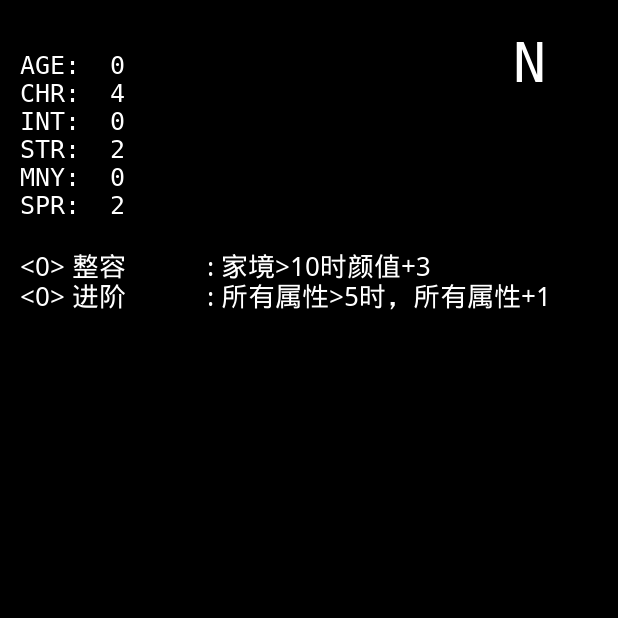 N
AGE: 0
CHR: 4
INT: 0
STR: 2
MNY: 0
SPR: 2
<0> 整容 : 家境>10时颜值+3
<0> 进阶 : 所有属性>5时，所有属性+1